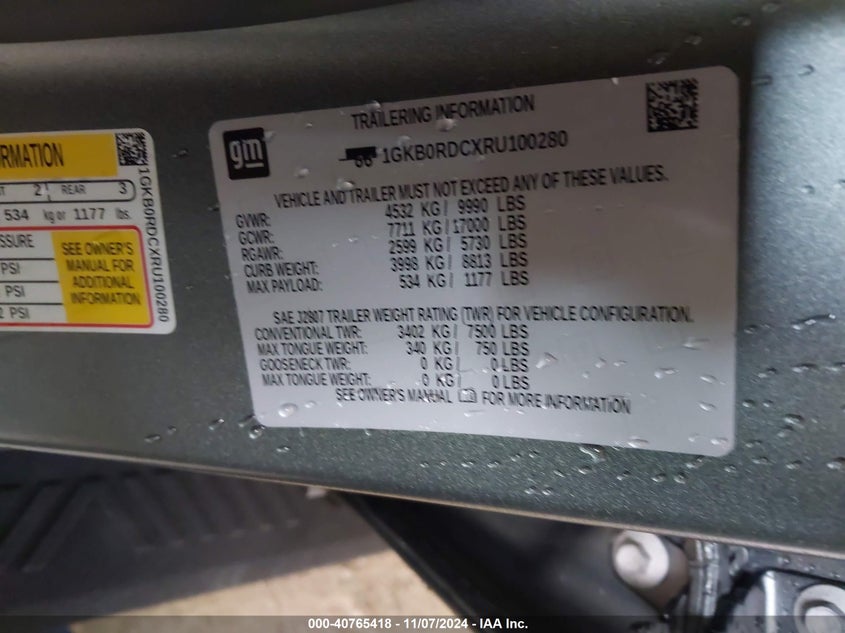 ORMATION
2 REAR 3
534 kg or 1177 lbs.
SSURE
PSI
PSI
2 PSI
SEE OWNER'S
MANUAL FOR
ADDITIONAL
INFORMATION
1GKB0RDCXRU100280
TRAILERING INFORMATION
gm
1GKB0RDCXRU100280
VEHICLE AND TRAILER MUST NOT EXCEED ANY OF THESE VALUES.
GVWR: 4532 KG / 9990 LBS
GCWR: 7711 KG / 17000 LBS
RGAWR: 2599 KG / 5730 LBS
CURB WEIGHT: 3998 KG / 8813 LBS
MAX PAYLOAD: 534 KG / 1177 LBS
SAE J2807 TRAILER WEIGHT RATING (TWR) FOR VEHICLE CONFIGURATION.
CONVENTIONAL TWR: 3402 KG / 7500 LBS
MAX TONGUE WEIGHT: 340 KG / 750 LBS
GOOSENECK TWR: 0 KG / 0 LBS
MAX TONGUE WEIGHT: 0 KG / 0 LBS
SEE OWNER'S MANUAL FOR MORE INFORMATION
000-40765418 - 11/07/2024 - IAA Inc.